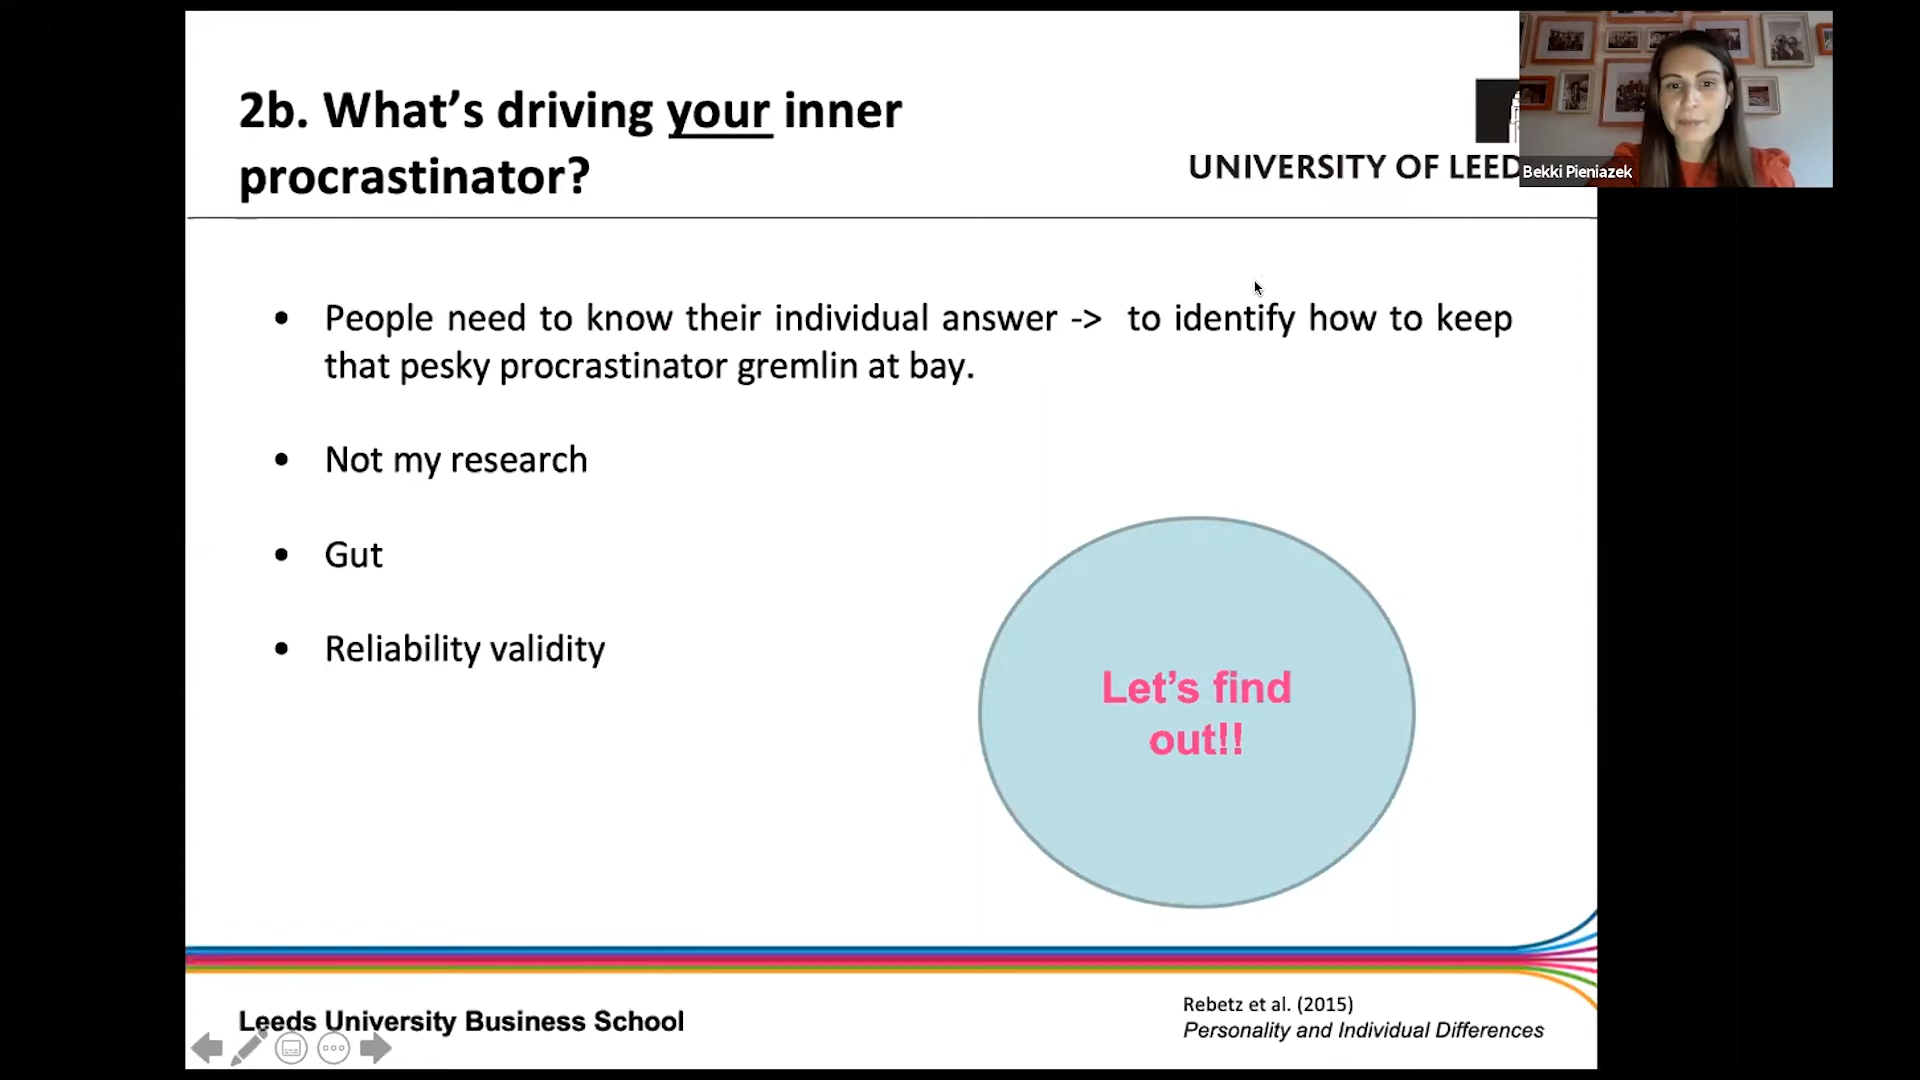 2b. What's driving your inner
procrastinator?
UNIVERSITY OF LEED
Bekki Pieniazek
• People need to know their individual answer -> to identify how to keep
that pesky procrastinator gremlin at bay.
• Not my research
• Gut
• Reliability validity
Let's find
out!!
Leeds University Business School
Rebetz et al. (2015)
Personality and Individual Differences